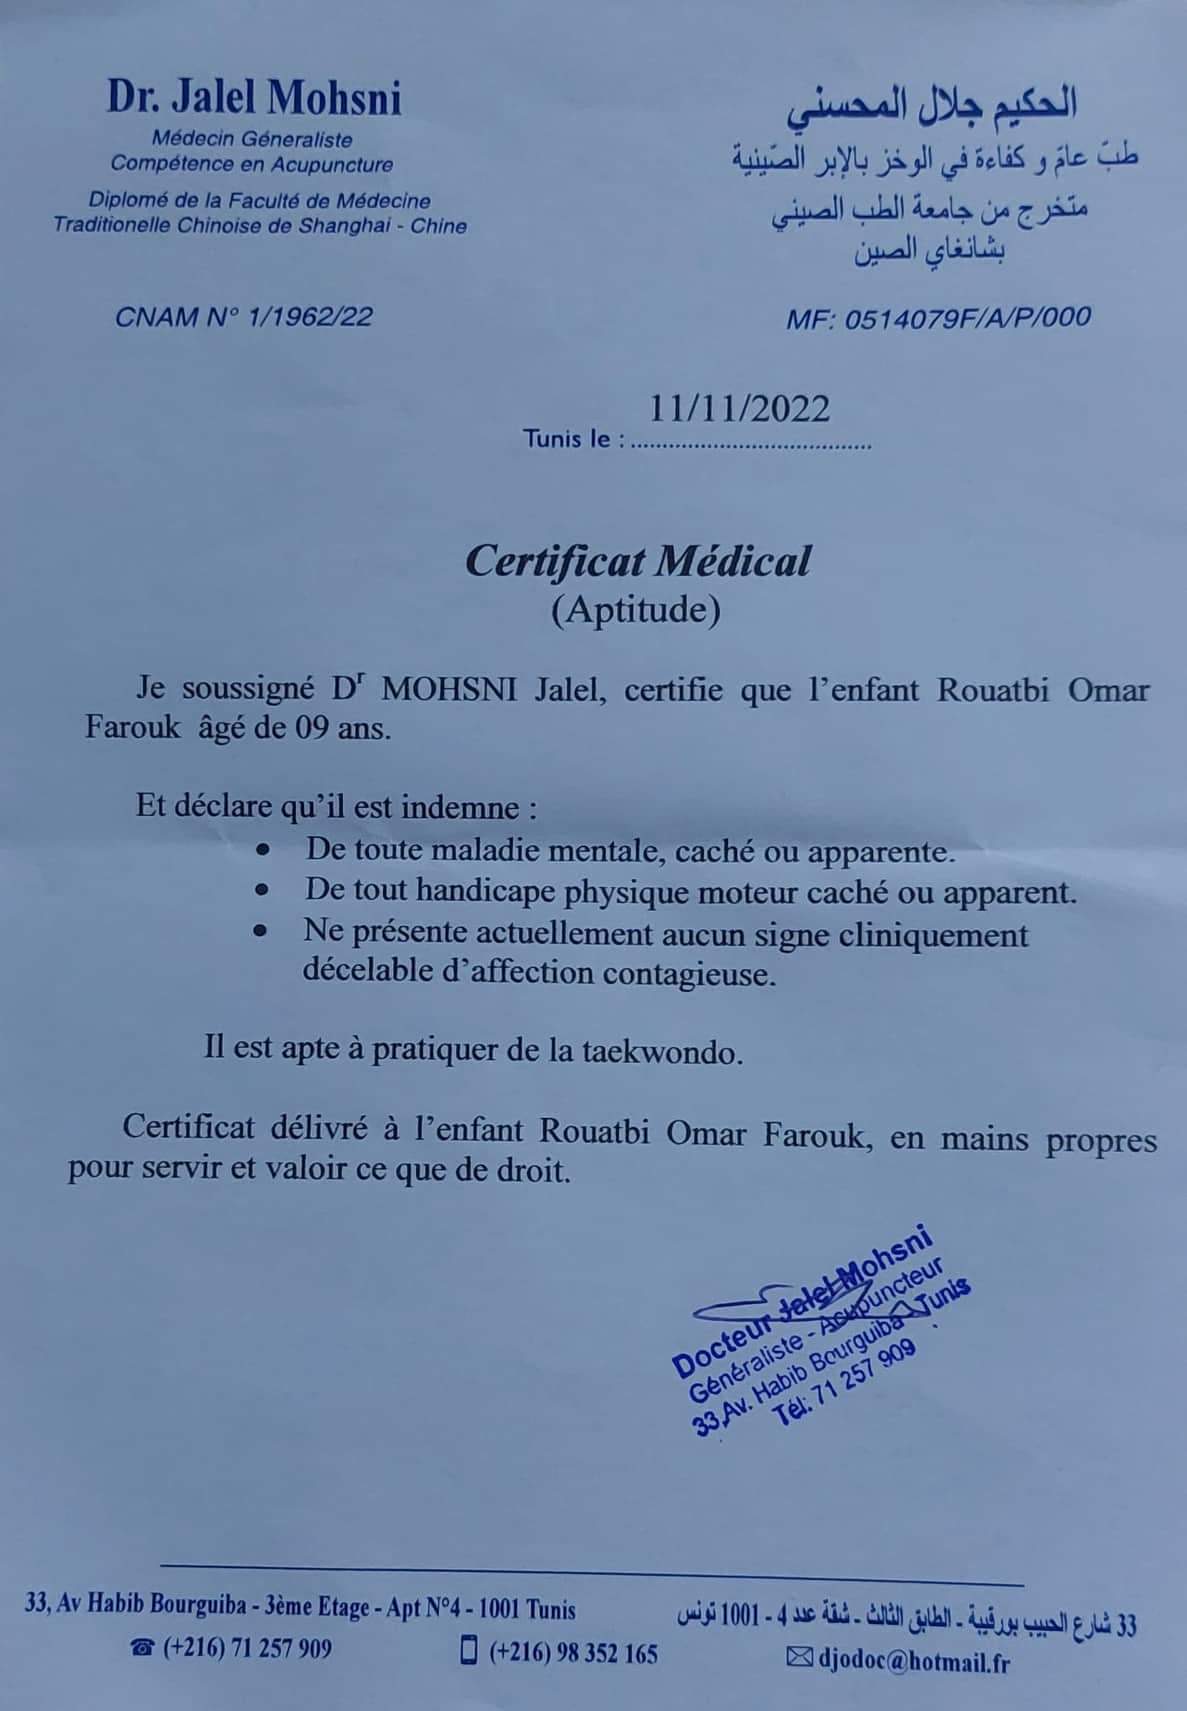 Dr. Jalel Mohsni
Médecin Géneraliste
Compétence en Acupuncture
Diplomé de la Faculté de Médecine
Traditionelle Chinoise de Shanghai - Chine
CNAM N° 1/1962/22
الحكيم جلال المحسني
طبّ عامّ و كفاءة في الوخز بالإبر الصّينية
متخرج من جامعة الطب الصيني
بشانغاي الصين
MF: 0514079F/A/P/000
11/11/2022
Tunis le :
Certificat Médical
(Aptitude)
Je soussigné Dr MOHSNI Jalel, certifie que l’enfant Rouatbi Omar
Farouk âgé de 09 ans.
Et déclare qu’il est indemne :
• De toute maladie mentale, caché ou apparente.
• De tout handicape physique moteur caché ou apparent.
• Ne présente actuellement aucun signe cliniquement
décelable d’affection contagieuse.
Il est apte à pratiquer de la taekwondo.
Certificat délivré à l’enfant Rouatbi Omar Farouk, en mains propres
pour servir et valoir ce que de droit.
Docteur Jalel Mohsni
Généraliste - Acupuncteur
33,Av. Habib Bourguiba - Tunis
Tél: 71 257 909
33, Av Habib Bourguiba - 3ème Etage - Apt N°4 - 1001 Tunis
(+216) 71 257 909
(+216) 98 352 165
33 شارع الحبيب بورقيبة - الطابق الثالث - شقة عدد 4 - 1001 تونس
djodoc@hotmail.fr